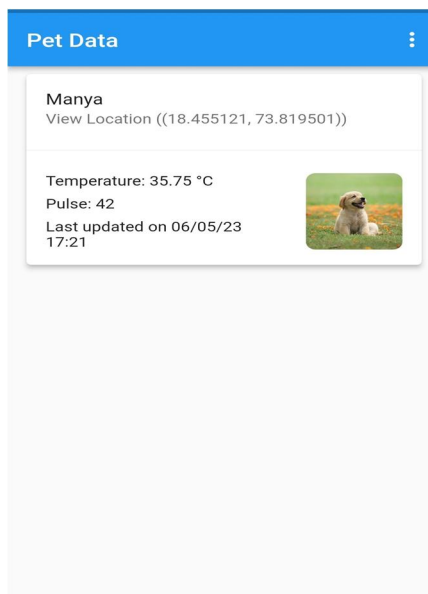 Pet Data
Manya
View Location ((18.455121, 73.819501))
Temperature: 35.75 °C
Pulse: 42
Last updated on 06/05/23
17:21